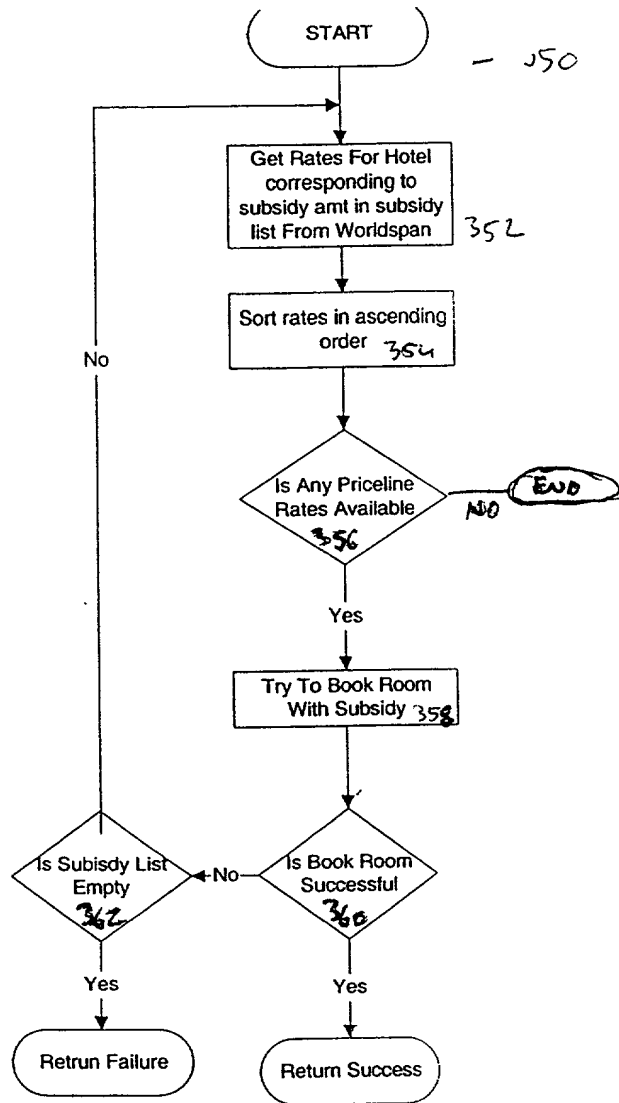 START
Get Rates For Hotel
corresponding to
subsidy amt in subsidy
list From Worldspan
352
Sort rates in ascending
order
354
No
Is Any Priceline
Rates Available
356
NO
END
Yes
Try To Book Room
With Subsidy 358
Is Subisdy List
Empty
362
No
Is Book Room
Successful
360
Yes
Yes
Retrun Failure
Return Success